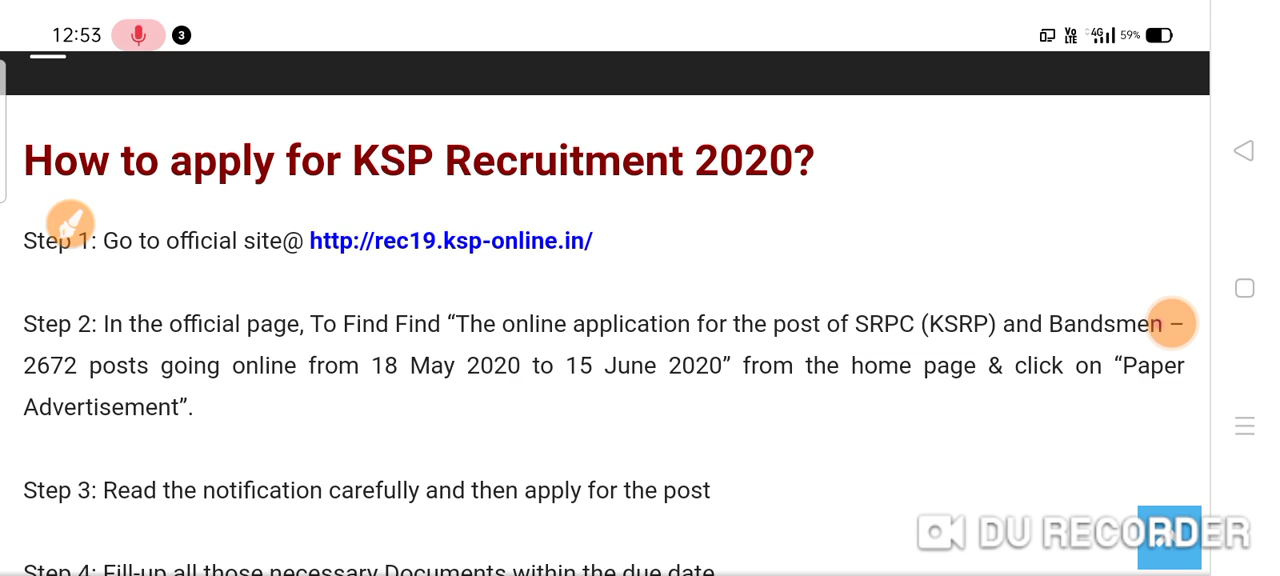 12:53
3
Vo LTE 4G 59%
How to apply for KSP Recruitment 2020?
Step 1: Go to official site@ http://rec19.ksp-online.in/
Step 2: In the official page, To Find Find “The online application for the post of SRPC (KSRP) and Bandsmen –
2672 posts going online from 18 May 2020 to 15 June 2020” from the home page & click on “Paper
Advertisement”.
Step 3: Read the notification carefully and then apply for the post
DU RECORDER
Step 4: Fill-up all those necessary Documents within the due date